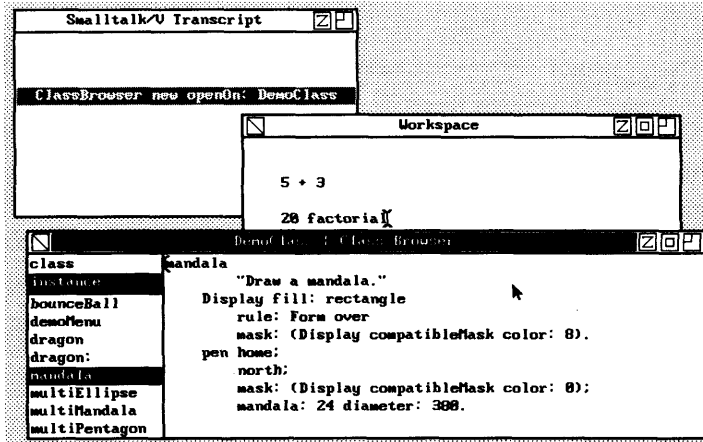 Smalltalk/V Transcript
ClassBrowser new openOn: DemoClass
Workspace
5 + 3
20 factorial
DemoClass : Class Browser
class
instance
bounceBall
demoMenu
dragon
dragon:
mandala
multiEllipse
multiMandala
multiPentagon
mandala
"Draw a mandala."
Display fill: rectangle
rule: Form over
mask: (Display compatibleMask color: 8).
pen home;
north;
mask: (Display compatibleMask color: 0);
mandala: 24 diameter: 380.